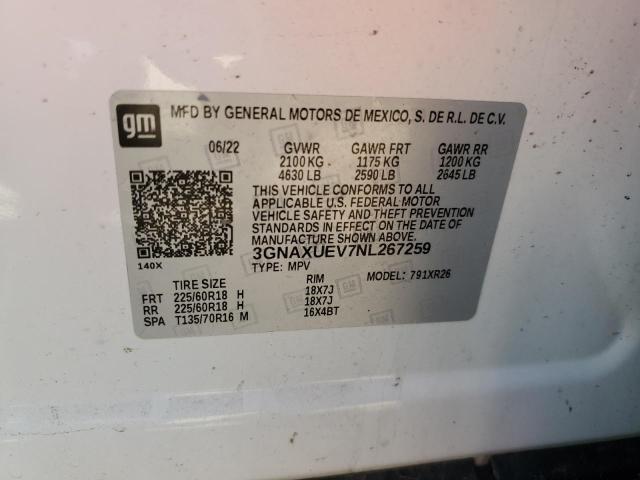 gm MFD BY GENERAL MOTORS DE MEXICO, S. DE R.L. DE C.V.
06/22 GVWR GAWR FRT GAWR RR
2100 KG 1175 KG 1200 KG
4630 LB 2590 LB 2645 LB
THIS VEHICLE CONFORMS TO ALL
APPLICABLE U.S. FEDERAL MOTOR
VEHICLE SAFETY AND THEFT PREVENTION
STANDARDS IN EFFECT ON THE DATE OF
MANUFACTURE SHOWN ABOVE.
3GNAXUEV7NL267259
140X TYPE: MPV MODEL: 791XR26
TIRE SIZE RIM
FRT 225/60R18 H 18X7J
RR 225/60R18 H 18X7J
SPA T135/70R16 M 16X4BT